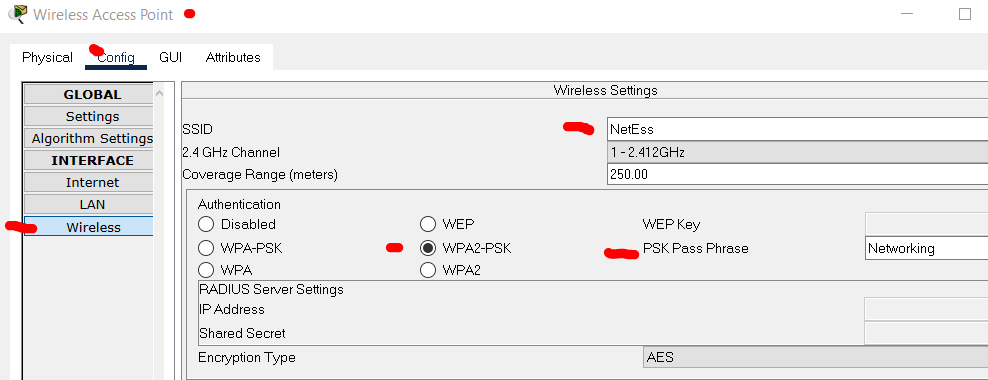 Wireless Access Point
Physical Config GUI Attributes
GLOBAL
Settings
Algorithm Settings
INTERFACE
Internet
LAN
Wireless
Wireless Settings
SSID NetEss
2.4 GHz Channel 1 - 2.412GHz
Coverage Range (meters) 250.00
Authentication
Disabled WEP WEP Key
WPA-PSK WPA2-PSK PSK Pass Phrase Networking
WPA WPA2
RADIUS Server Settings
IP Address
Shared Secret
Encryption Type AES